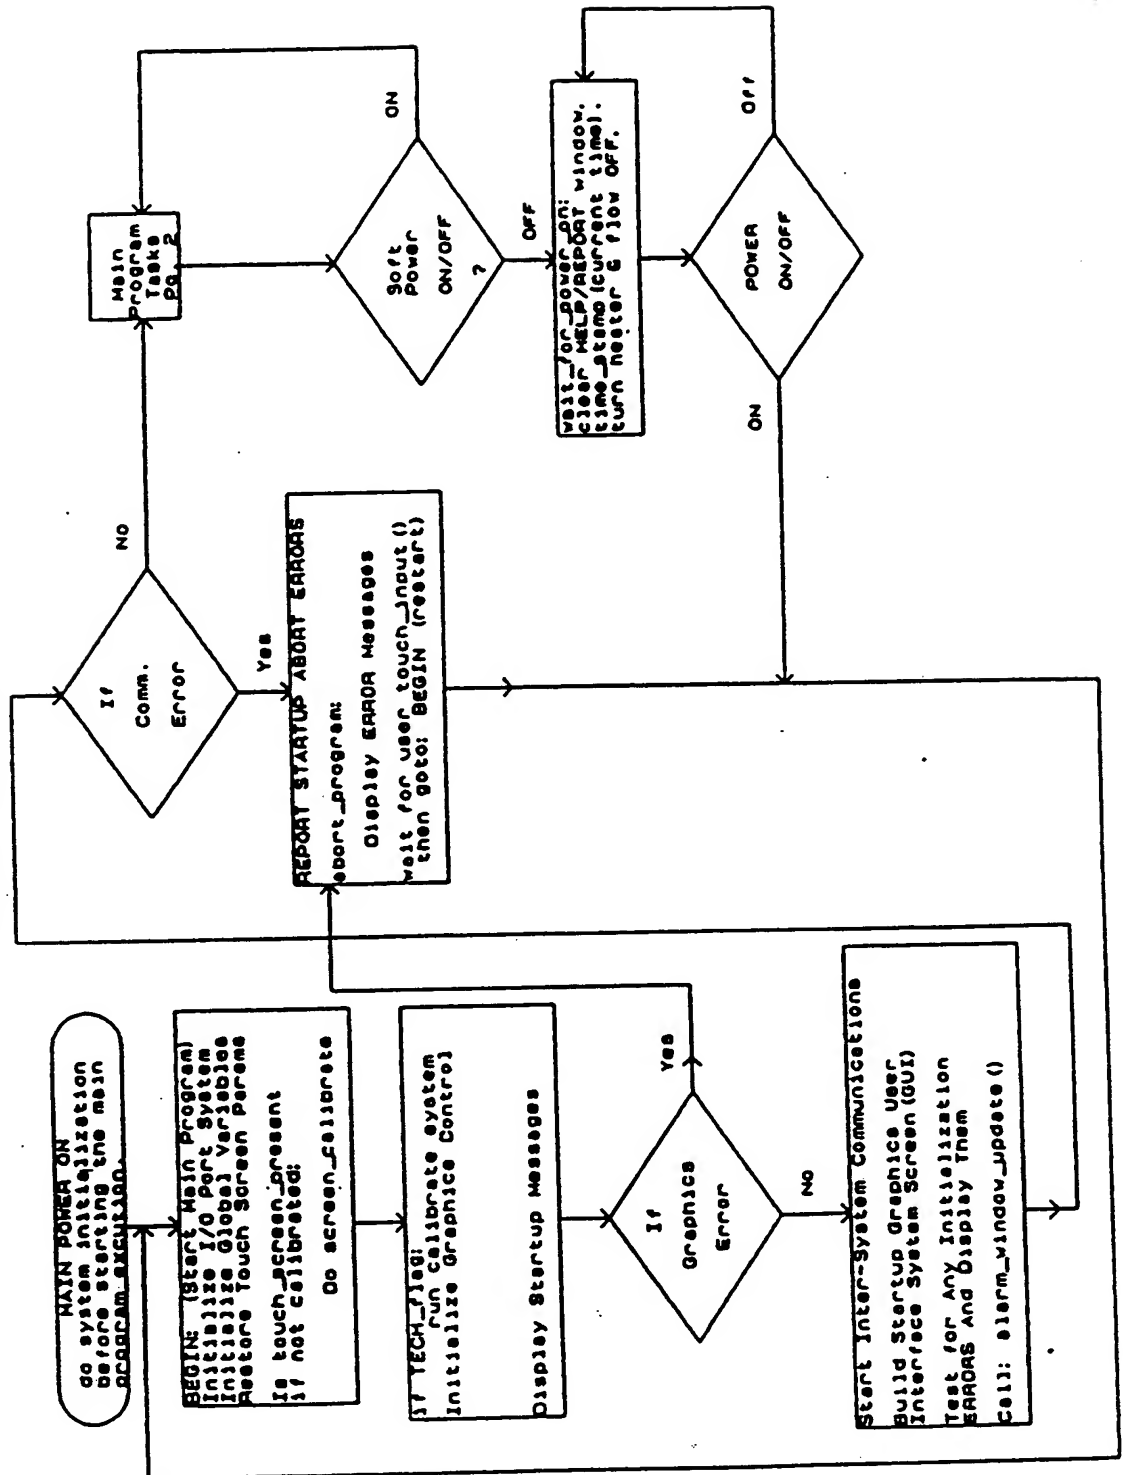 MAIN POWER ON
do system initialization
before starting the main
program excution.
BEGIN: (Start Main Program)
Initialize I/O Port System
Initialize Global Variables
Restore Touch Screen Params
Is touch_screen_present
if not calibrated:
Do screen_calibrate
if TECH_flag:
run Calibrate system
Initialize Graphics Control
Display Startup Messages
If
Graphics
Error
Yes
NO
Start Inter-System Communications
Build Startup Graphics User
Interface System Screen (GUI)
Test for Any Initialization
ERRORS And Display Them
Call: alarm_window_update()
If
Comm.
Error
NO
Yes
REPORT STARTUP ABORT ERRORS
abort_program:
Display ERROR Messages
wait for user touch_input()
then goto: BEGIN (restart)
Main
Program
Tasks
pg 2
Soft
Power
ON/OFF
?
ON
OFF
wait_for_power_on:
clear HELP/REPORT window.
time_stamp(current time):
turn heater & flow OFF.
POWER
ON/OFF
Off
ON